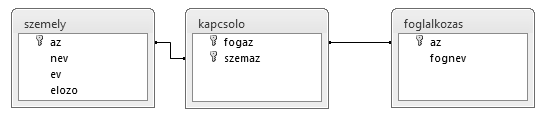 szemely
az
nev
ev
elozo
kapcsolo
fogaz
szemaz
foglalkozas
az
fognev